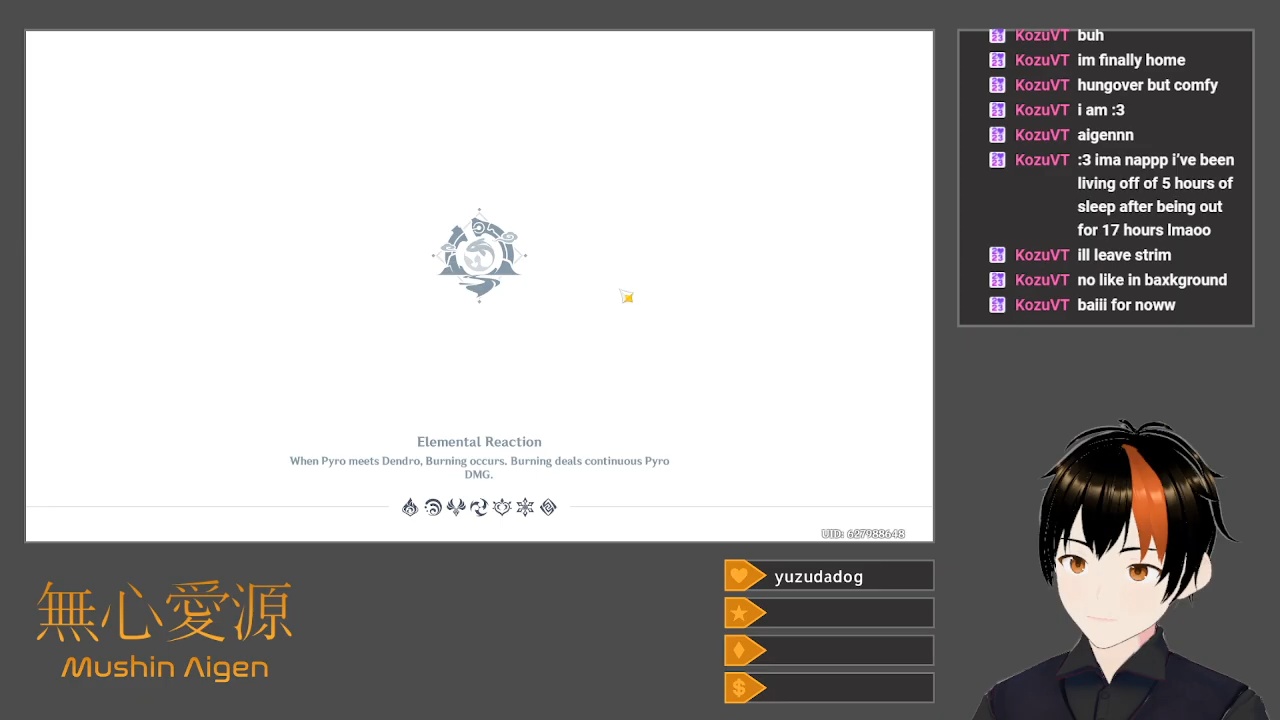 Elemental Reaction
When Pyro meets Dendro, Burning occurs. Burning deals continuous Pyro
DMG.
UID: 627988648
KozuVT buh
KozuVT im finally home
KozuVT hungover but comfy
KozuVT i am :3
KozuVT aigennn
KozuVT :3 ima nappp i've been
living off of 5 hours of
sleep after being out
for 17 hours lmaoo
KozuVT ill leave strim
KozuVT no like in baxkground
KozuVT baiii for noww
無心愛源
Mushin Aigen
yuzudadog